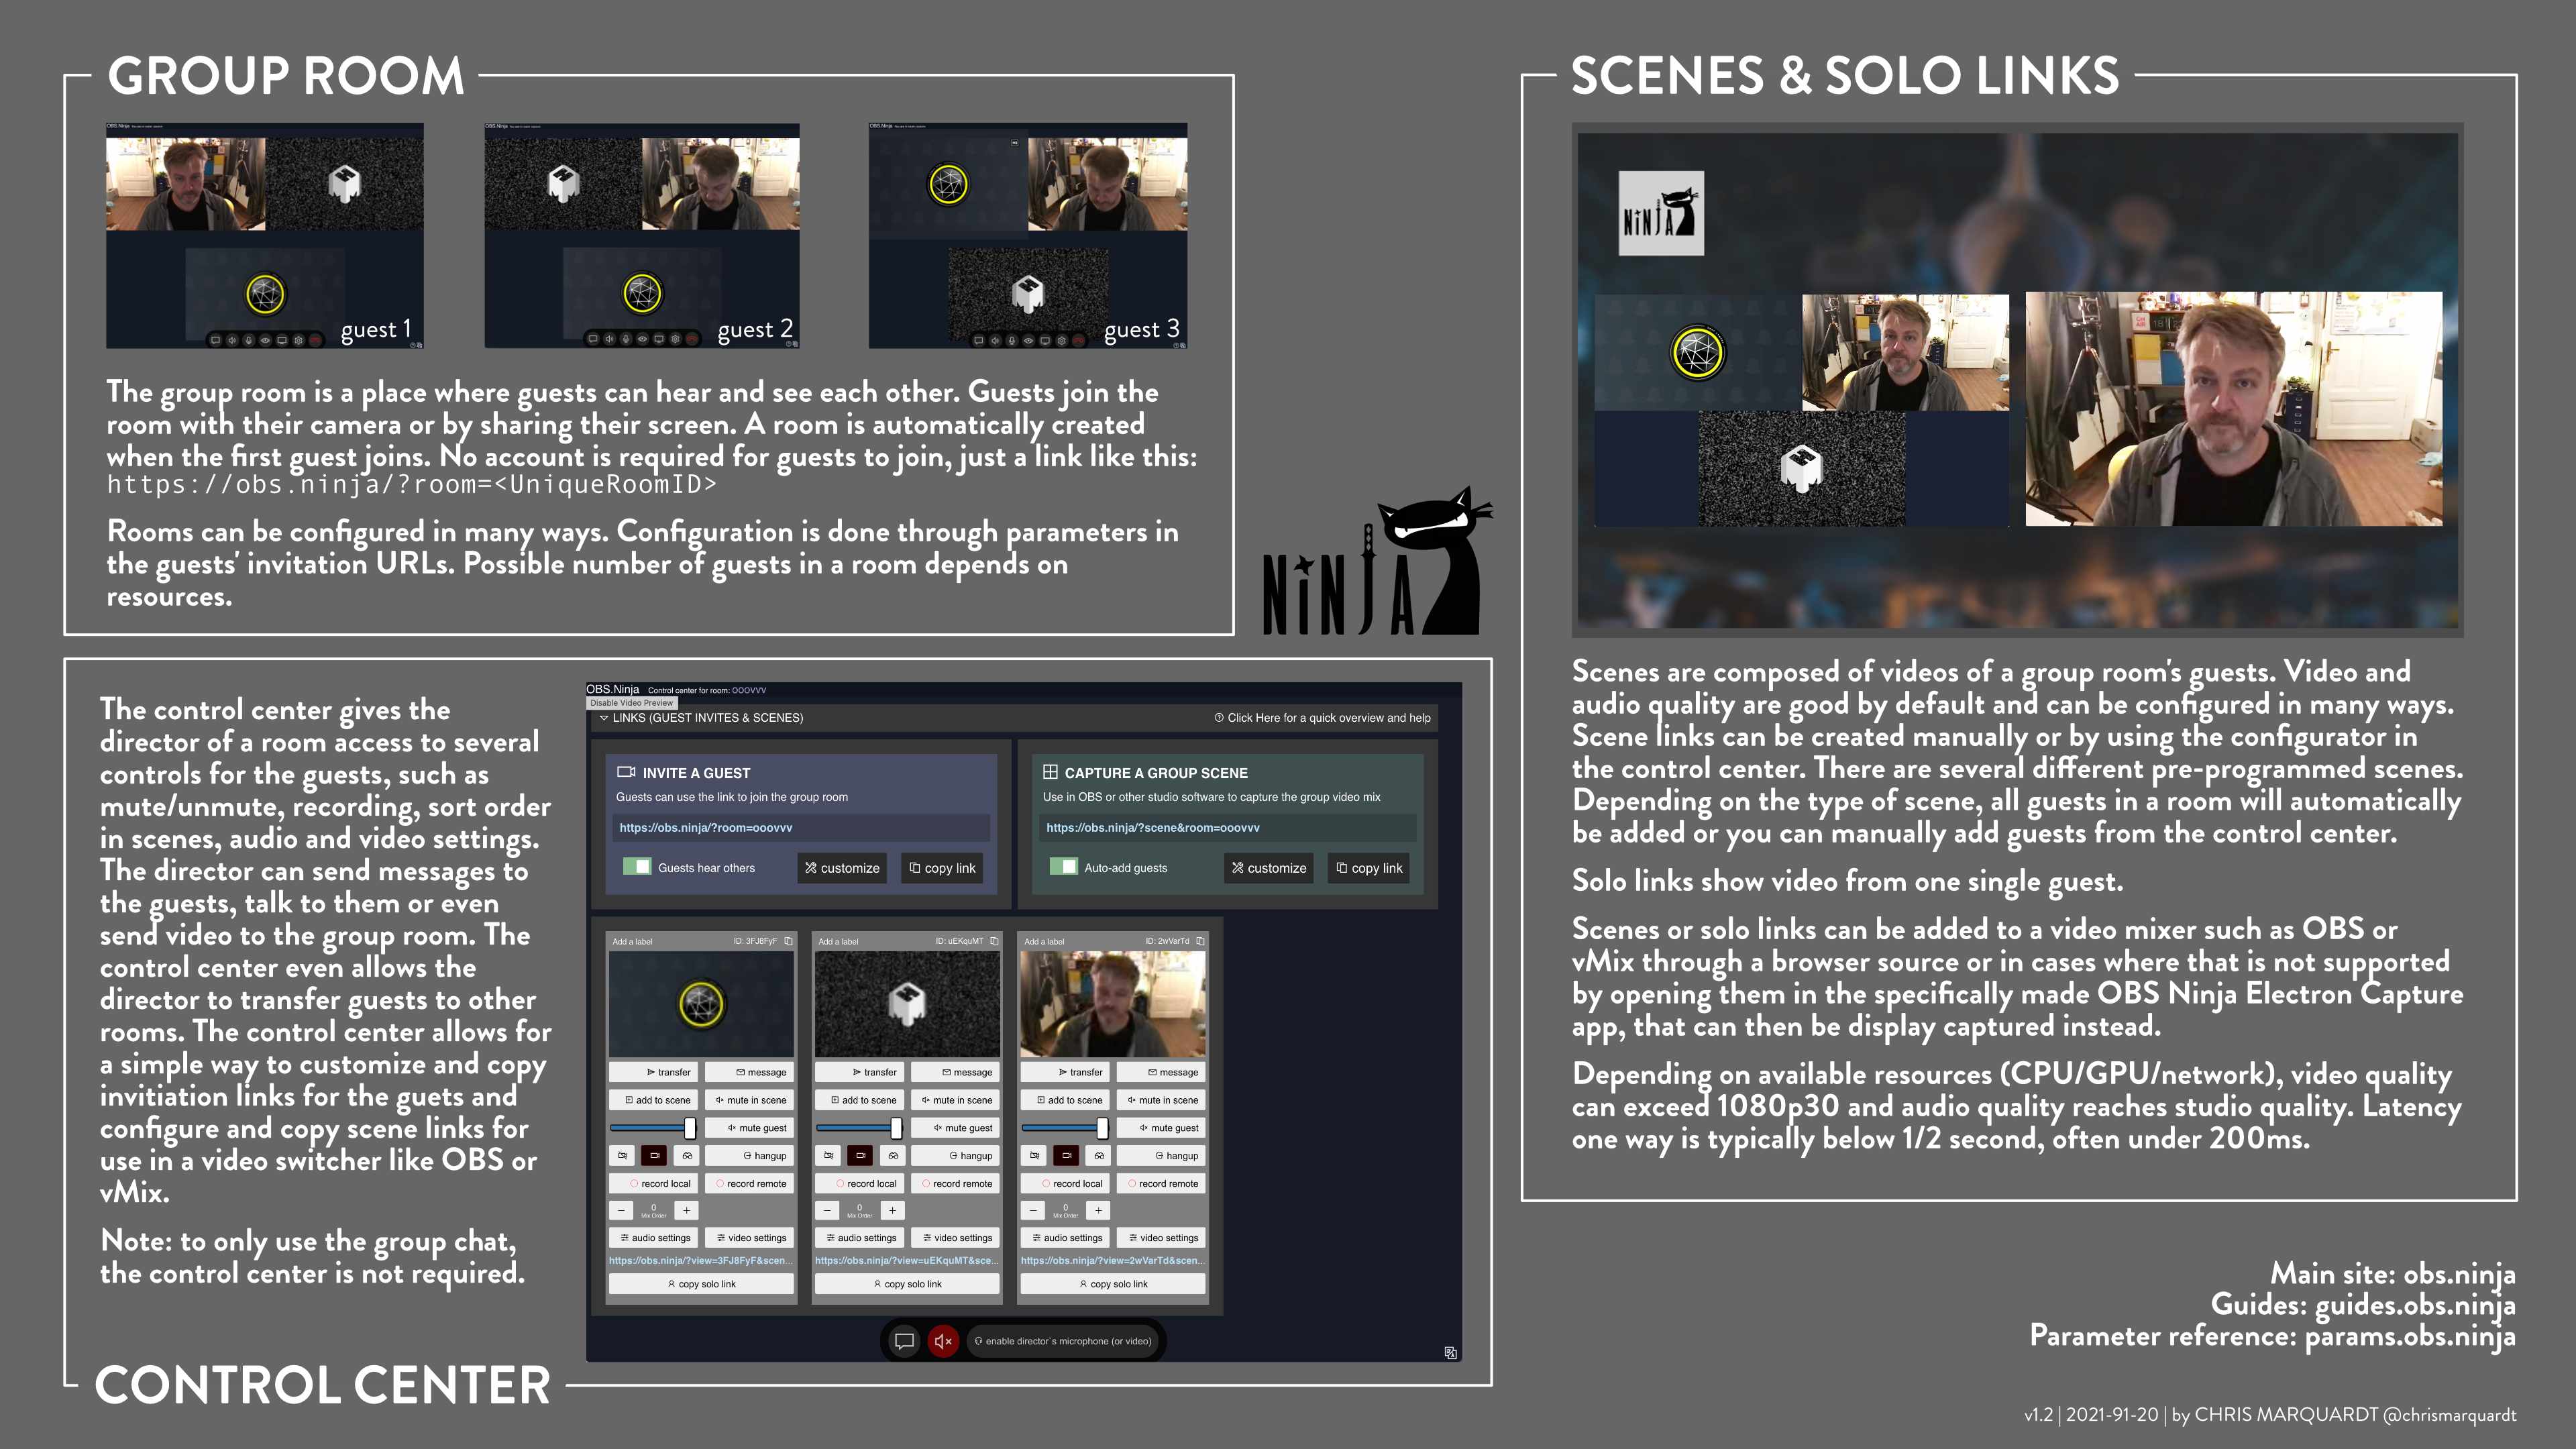 GROUP ROOM
OBS.Ninja
guest 1
OBS.Ninja
guest 2
OBS.Ninja
guest 3
The group room is a place where guests can hear and see each other. Guests join the
room with their camera or by sharing their screen. A room is automatically created
when the first guest joins. No account is required for guests to join, just a link like this:
https://obs.ninja/?room=<UniqueRoomID>
Rooms can be configured in many ways. Configuration is done through parameters in
the guests' invitation URLs. Possible number of guests in a room depends on
resources.
NiNJA
The control center gives the
director of a room access to several
controls for the guests, such as
mute/unmute, recording, sort order
in scenes, audio and video settings.
The director can send messages to
the guests, talk to them or even
send video to the group room. The
control center even allows the
director to transfer guests to other
rooms. The control center allows for
a simple way to customize and copy
invitiation links for the guets and
configure and copy scene links for
use in a video switcher like OBS or
vMix.
Note: to only use the group chat,
the control center is not required.
CONTROL CENTER
OBS.Ninja Control center for room: OOOVVV
Disable Video Preview
LINKS (GUEST INVITES & SCENES)
Click Here for a quick overview and help
INVITE A GUEST
Guests can use the link to join the group room
https://obs.ninja/?room=ooovvv
Guests hear others
customize
copy link
CAPTURE A GROUP SCENE
Use in OBS or other studio software to capture the group video mix
https://obs.ninja/?scene&room=ooovvv
Auto-add guests
customize
copy link
Add a label ID: 3FJ8FyF
transfer message
add to scene mute in scene
mute guest
hangup
record local record remote
− 0 +
Mix Order
audio settings video settings
https://obs.ninja/?view=3FJ8FyF&scen...
copy solo link
Add a label ID: uEKquMT
transfer message
add to scene mute in scene
mute guest
hangup
record local record remote
− 0 +
Mix Order
audio settings video settings
https://obs.ninja/?view=uEKquMT&sce...
copy solo link
Add a label ID: 2wVarTd
transfer message
add to scene mute in scene
mute guest
hangup
record local record remote
− 0 +
Mix Order
audio settings video settings
https://obs.ninja/?view=2wVarTd&scen...
copy solo link
enable director`s microphone (or video)
SCENES & SOLO LINKS
NiNJA
Scenes are composed of videos of a group room's guests. Video and
audio quality are good by default and can be configured in many ways.
Scene links can be created manually or by using the configurator in
the control center. There are several different pre-programmed scenes.
Depending on the type of scene, all guests in a room will automatically
be added or you can manually add guests from the control center.
Solo links show video from one single guest.
Scenes or solo links can be added to a video mixer such as OBS or
vMix through a browser source or in cases where that is not supported
by opening them in the specifically made OBS Ninja Electron Capture
app, that can then be display captured instead.
Depending on available resources (CPU/GPU/network), video quality
can exceed 1080p30 and audio quality reaches studio quality. Latency
one way is typically below 1/2 second, often under 200ms.
Main site: obs.ninja
Guides: guides.obs.ninja
Parameter reference: params.obs.ninja
v1.2 | 2021-91-20 | by CHRIS MARQUARDT @chrismarquardt